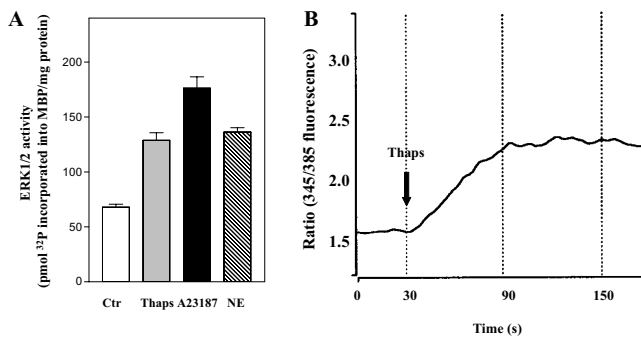 A
ERK1/2 activity
(pmol ³²P incorporated into MBP/mg protein)
200
150
100
50
0
Ctr Thaps A23187 NE
B
Ratio (345/385 fluorescence)
3.0
2.5
2.0
1.5
Thaps
0 30 90 150
Time (s)